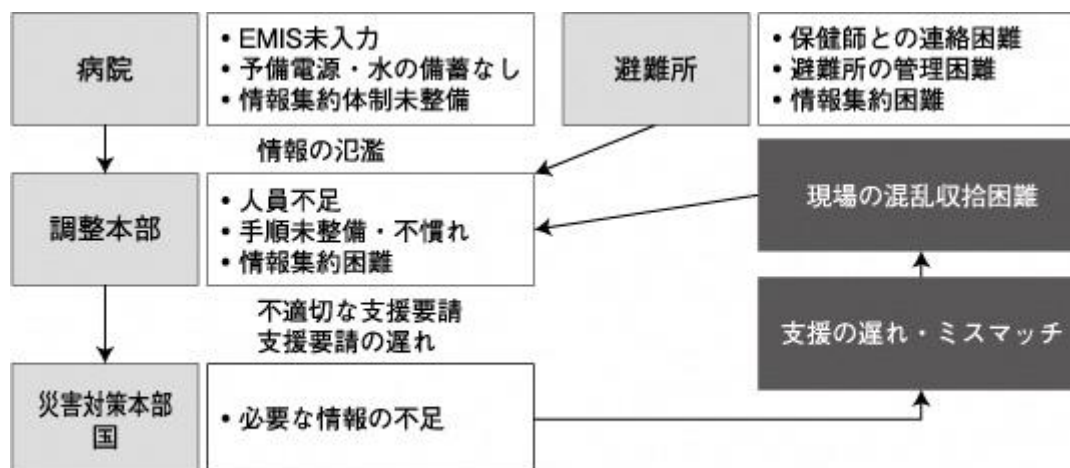 病院
• EMIS未入力
• 予備電源・水の備蓄なし
• 情報集約体制未整備
避難所
• 保健師との連絡困難
• 避難所の管理困難
• 情報集約困難
情報の氾濫
調整本部
• 人員不足
• 手順未整備・不慣れ
• 情報集約困難
現場の混乱収拾困難
不適切な支援要請
支援要請の遅れ
支援の遅れ・ミスマッチ
災害対策本部
国
• 必要な情報の不足